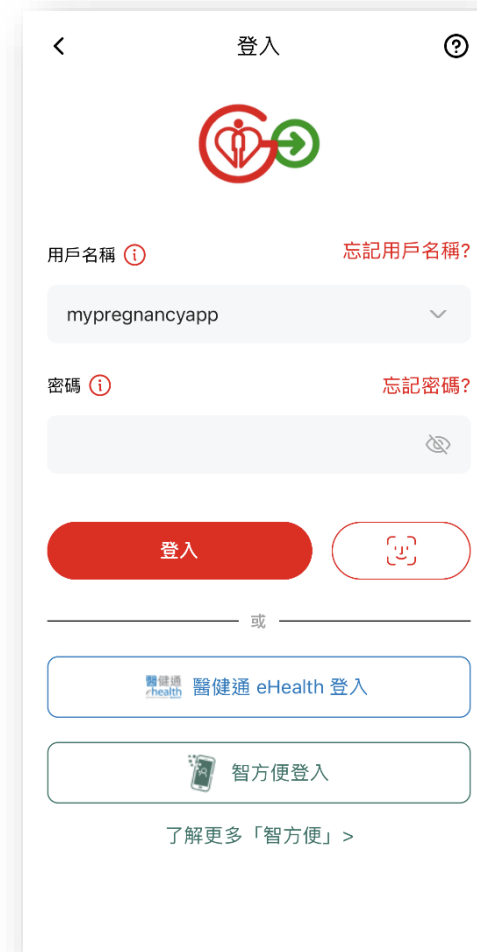 登入
用戶名稱
忘記用戶名稱?
mypregnancyapp
密碼
忘記密碼?
登入
或
醫健通
ehealth
醫健通 eHealth 登入
智方便登入
了解更多「智方便」>